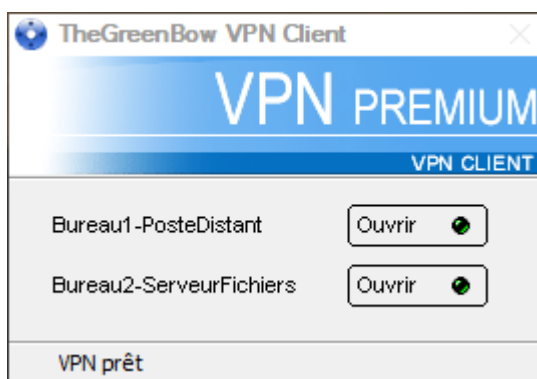 TheGreenBow VPN Client
VPN PREMIUM
VPN CLIENT
Bureau1-PosteDistant Ouvrir
Bureau2-ServeurFichiers Ouvrir
VPN prêt